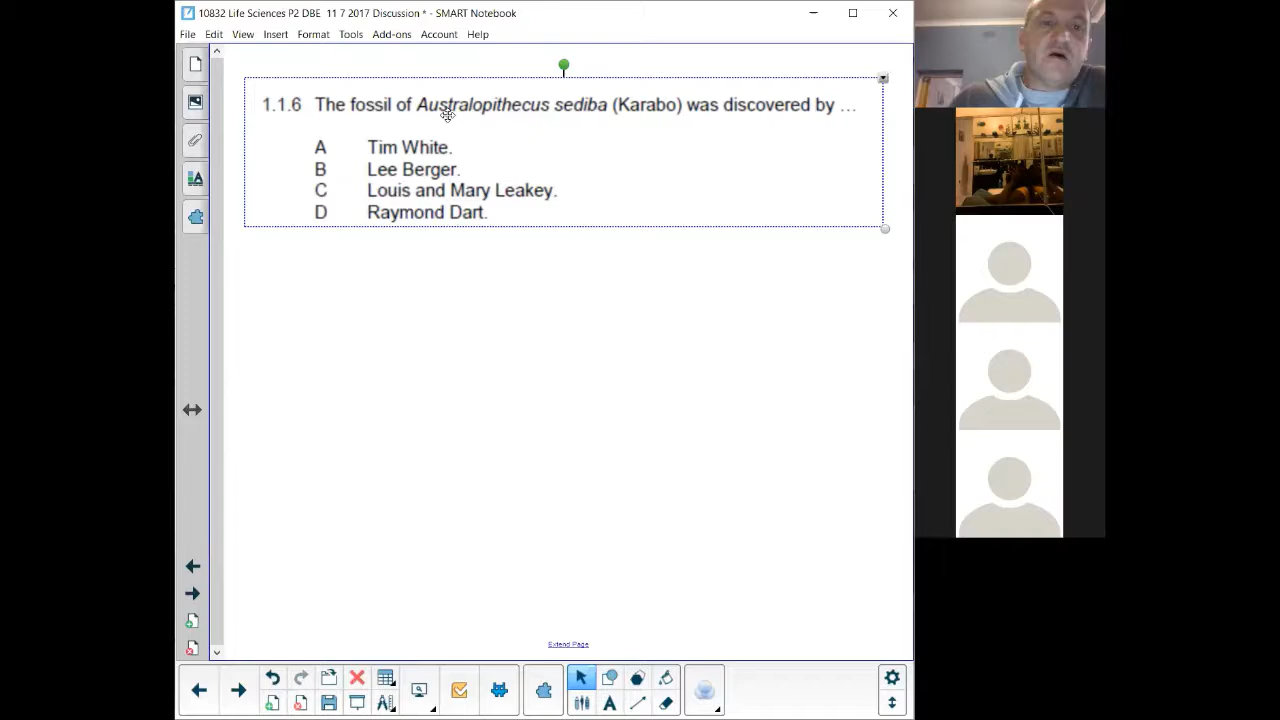 10832 Life Sciences P2 DBE 11 7 2017 Discussion * - SMART Notebook
File Edit View Insert Format Tools Add-ons Account Help
1.1.6 The fossil of Australopithecus sediba (Karabo) was discovered by …
A Tim White.
B Lee Berger.
C Louis and Mary Leakey.
D Raymond Dart.
Extend Page